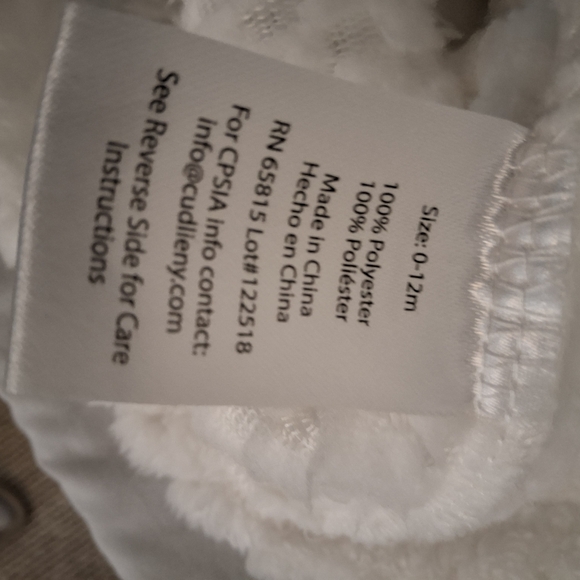 Size: 0-12m
100% Polyester
100% Poliéster
Made in China
Hecho en China
RN 65815 Lot#122518
For CPSIA info contact:
info@cudlieny.com
See Reverse Side for Care
Instructions